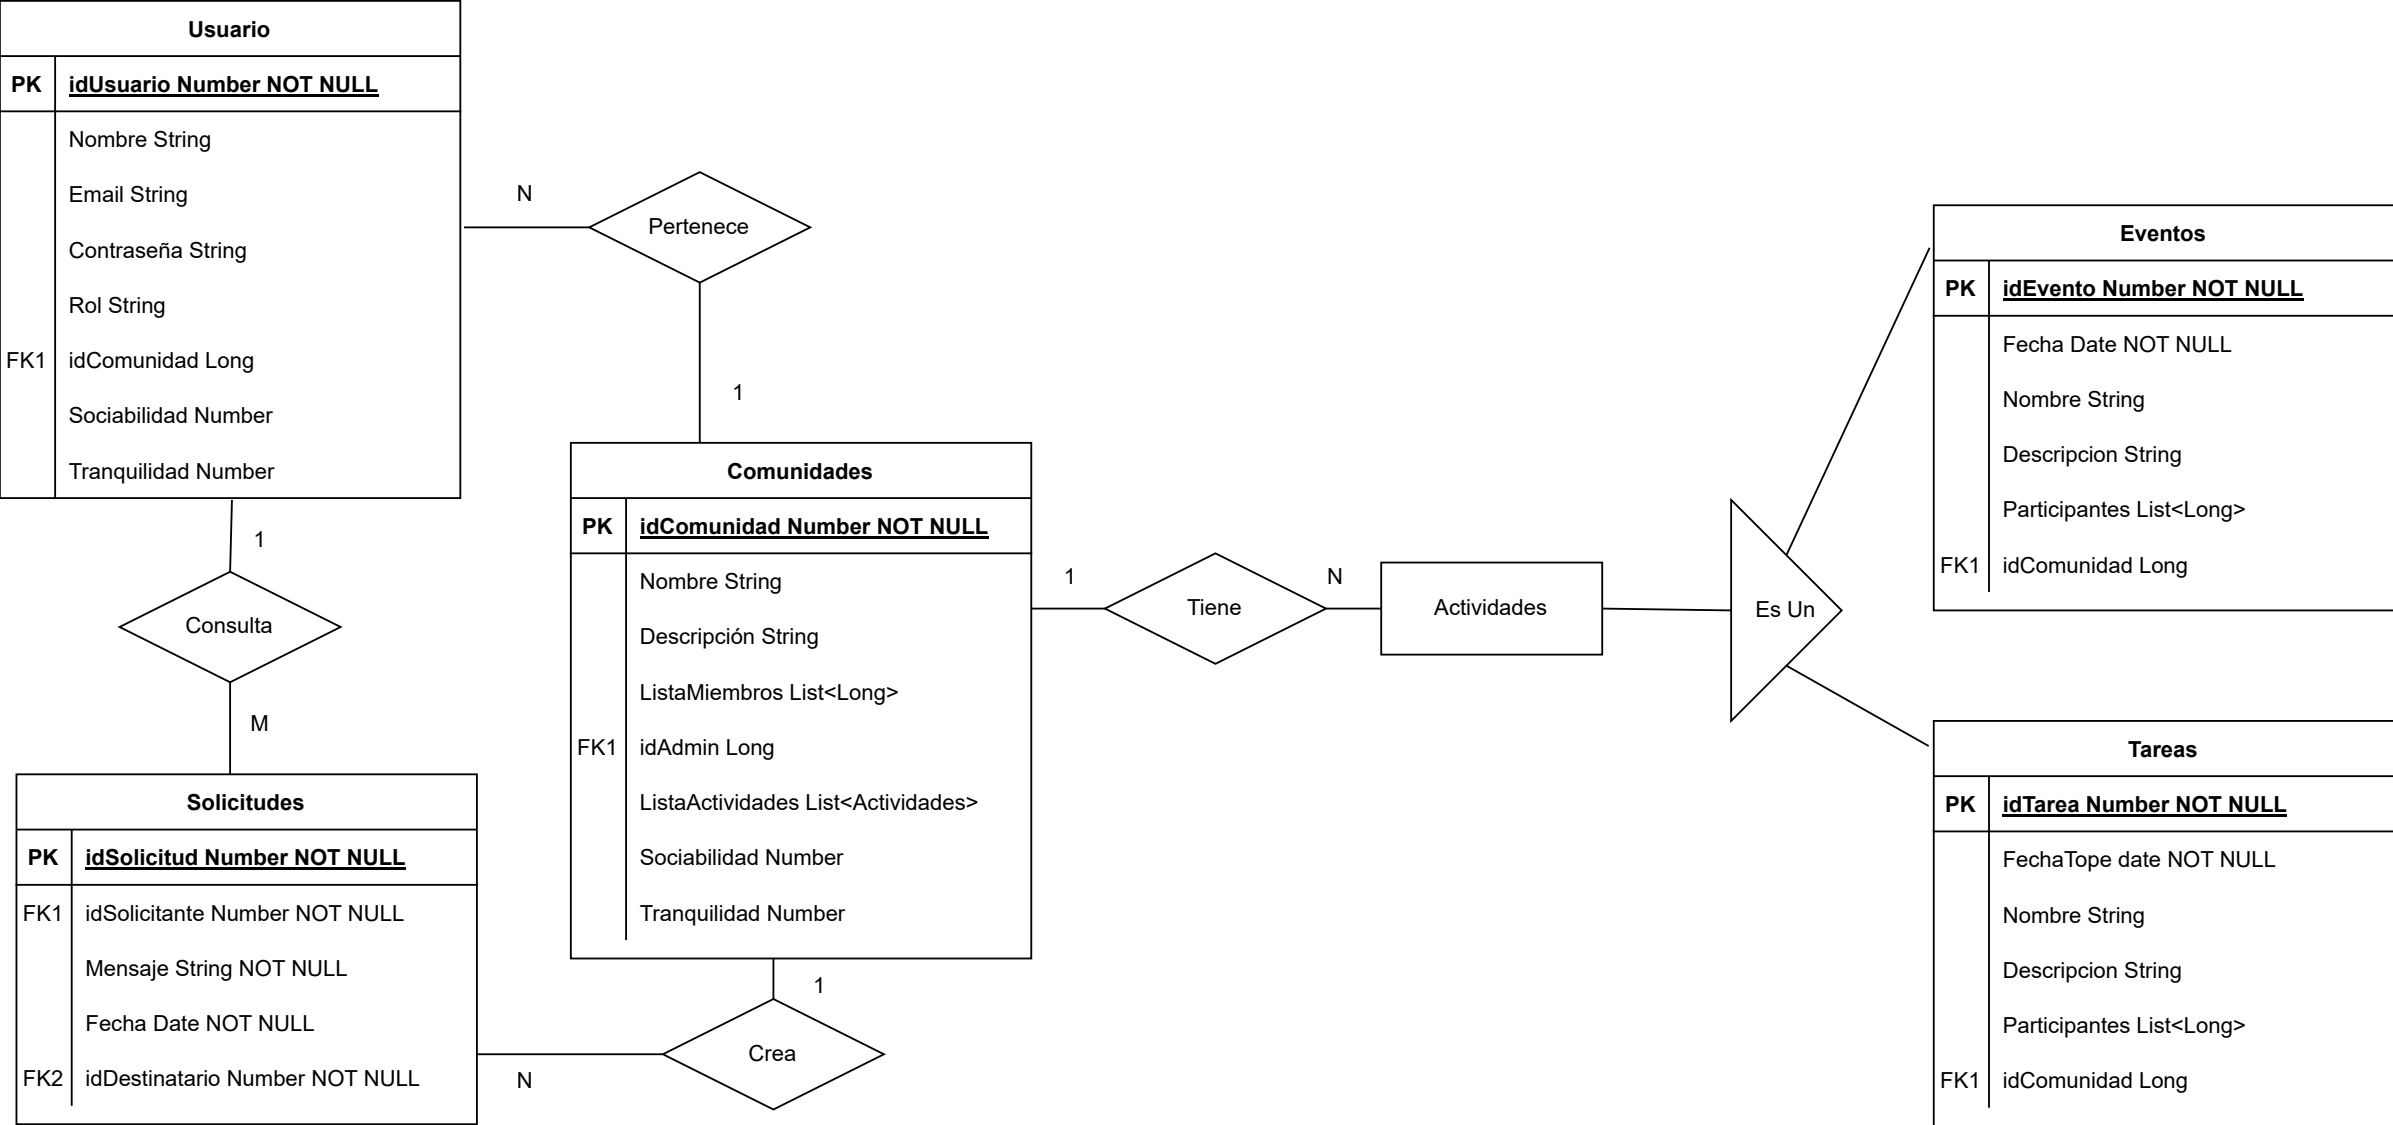 Usuario
PK idUsuario Number NOT NULL
Nombre String
Email String
Contraseña String
Rol String
FK1 idComunidad Long
Sociabilidad Number
Tranquilidad Number
N
Pertenece
1
1
Consulta
M
Solicitudes
PK idSolicitud Number NOT NULL
FK1 idSolicitante Number NOT NULL
Mensaje String NOT NULL
Fecha Date NOT NULL
FK2 idDestinatario Number NOT NULL
Comunidades
PK idComunidad Number NOT NULL
Nombre String
Descripción String
ListaMiembros List<Long>
FK1 idAdmin Long
ListaActividades List<Actividades>
Sociabilidad Number
Tranquilidad Number
1
Crea
N
1
Tiene
N
Actividades
Es Un
Eventos
PK idEvento Number NOT NULL
Fecha Date NOT NULL
Nombre String
Descripcion String
Participantes List<Long>
FK1 idComunidad Long
Tareas
PK idTarea Number NOT NULL
FechaTope date NOT NULL
Nombre String
Descripcion String
Participantes List<Long>
FK1 idComunidad Long